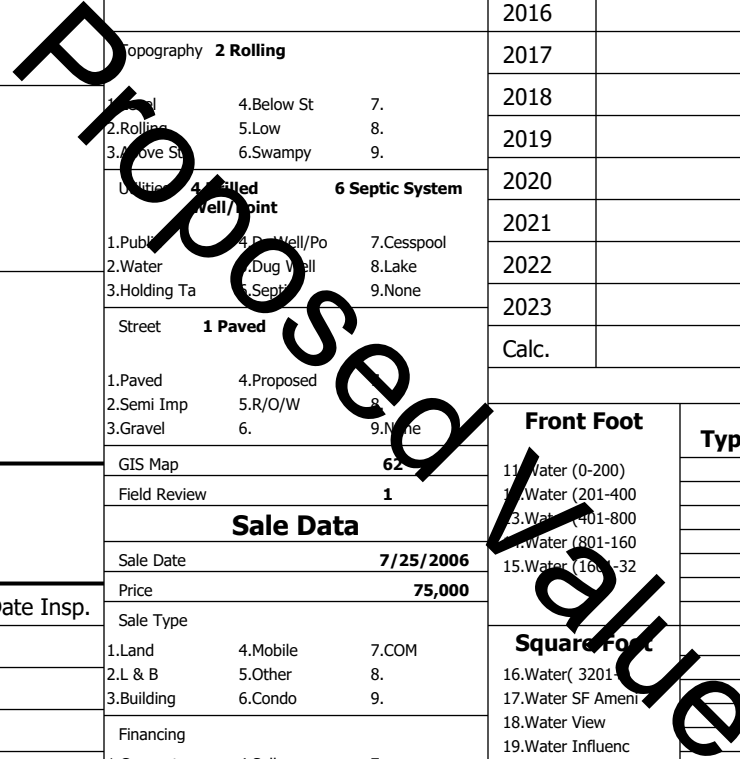 Topography 2 Rolling
4.Below St 7.
2.Rolling 5.Low 8.
3.Above St 6.Swampy 9.
Utilities 4 Drilled Well/Point 6 Septic System
4.Dr Well/Po 7.Cesspool
2.Water 5.Dug Well 8.Lake
3.Holding Ta 6.Septic 9.None
Street 1 Paved
1.Paved 4.Proposed
2.Semi Imp 5.R/O/W 8.
3.Gravel 6. 9.None
GIS Map 62
Field Review 1
Sale Data
Sale Date 7/25/2006
Price 75,000
Sale Type
1.Land 4.Mobile 7.COM
2.L & B 5.Other 8.
3.Building 6.Condo 9.
Financing
Date Insp.
2016
2017
2018
2019
2020
2021
2022
2023
Calc.
Front Foot
Typ
11.Water (0-200)
12.Water (201-400
13.Water (401-800
14.Water (801-160
15.Water (1601-32
Square Foot
16.Water( 3201-
17.Water SF Ameni
18.Water View
19.Water Influenc
Proposed Value